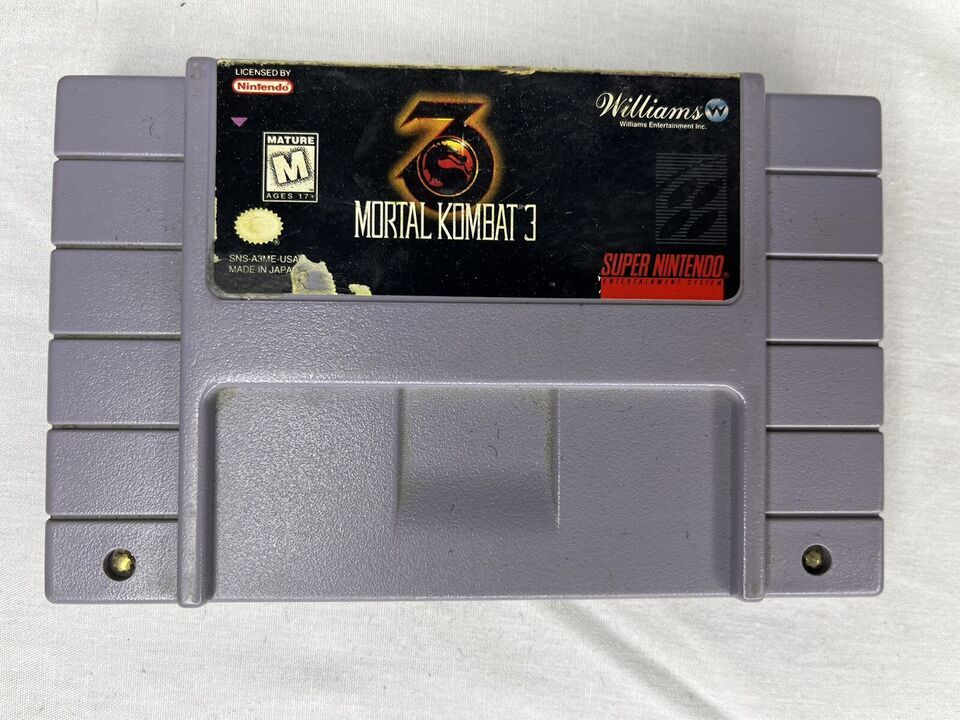 LICENSED BY
Nintendo
MATURE
M
AGES 17+
3
MORTAL KOMBAT 3
Williams W
Williams Entertainment Inc.
SNS-A3ME-USA
MADE IN JAPAN
SUPER NINTENDO®
ENTERTAINMENT SYSTEM